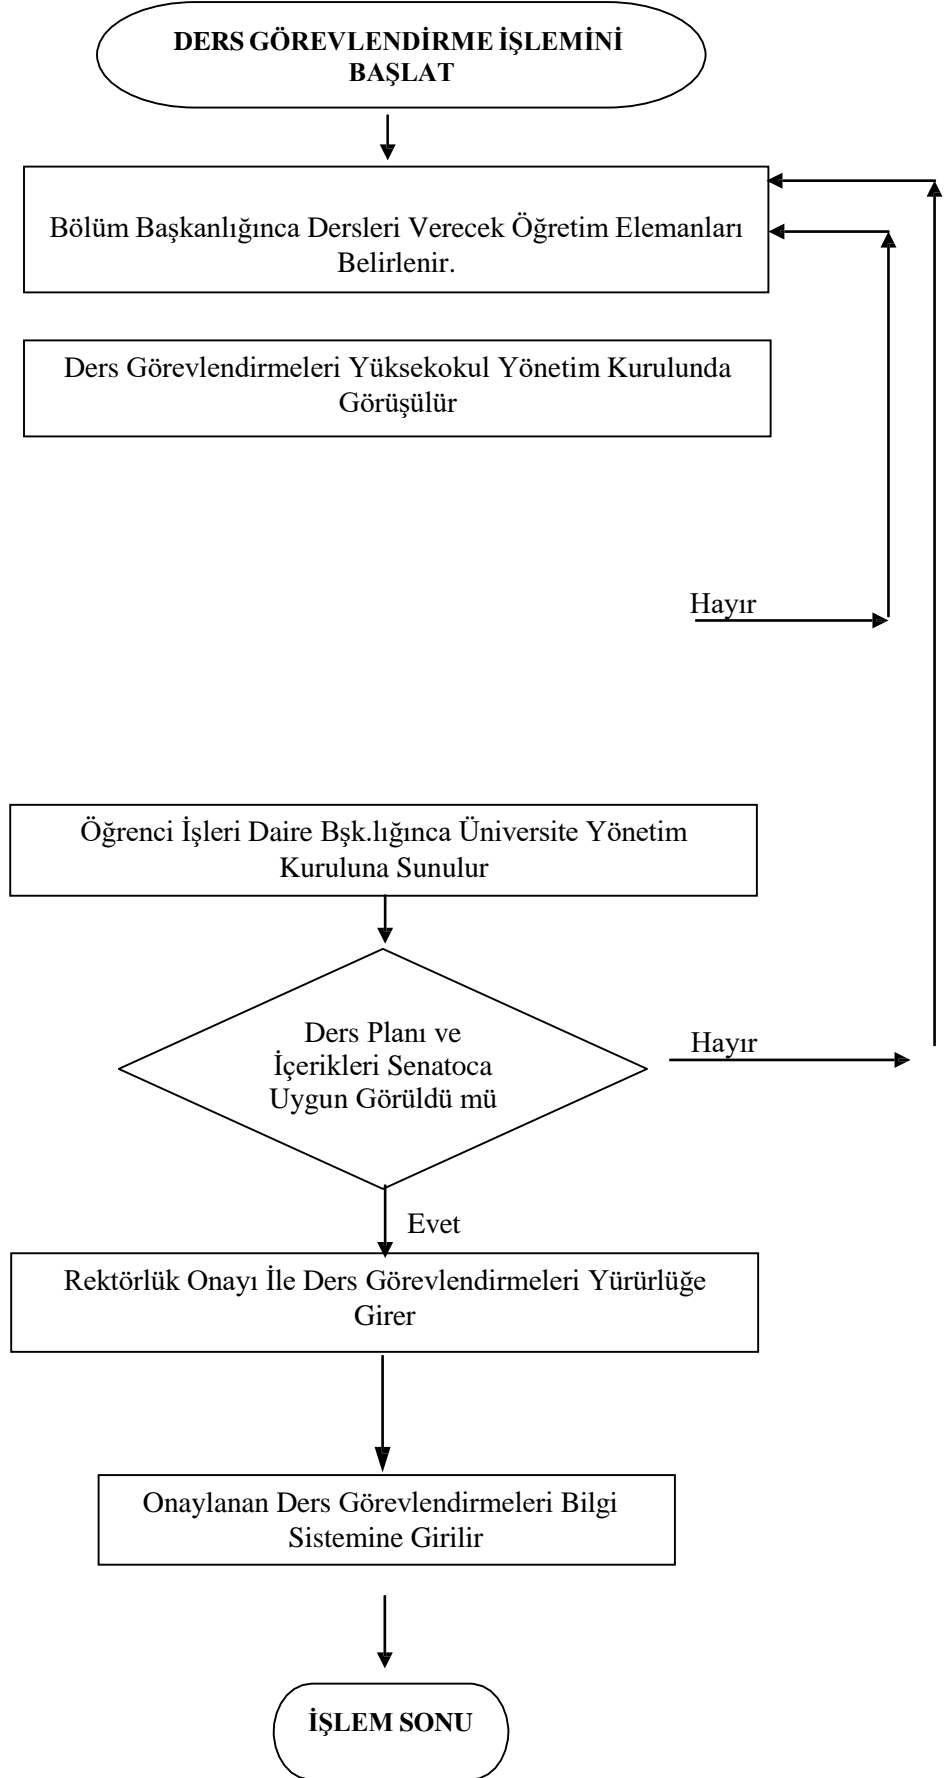 DERS GÖREVLENDİRME İŞLEMİNİ
BAŞLAT
Bölüm Başkanlığınca Dersleri Verecek Öğretim Elemanları
Belirlenir.
Ders Görevlendirmeleri Yüksekokul Yönetim Kurulunda
Görüşülür
Hayır
Öğrenci İşleri Daire Bşk.lığınca Üniversite Yönetim
Kuruluna Sunulur
Ders Planı ve
İçerikleri Senatoca
Uygun Görüldü mü
Hayır
Evet
Rektörlük Onayı İle Ders Görevlendirmeleri Yürürlüğe
Girer
Onaylanan Ders Görevlendirmeleri Bilgi
Sistemine Girilir
İŞLEM SONU